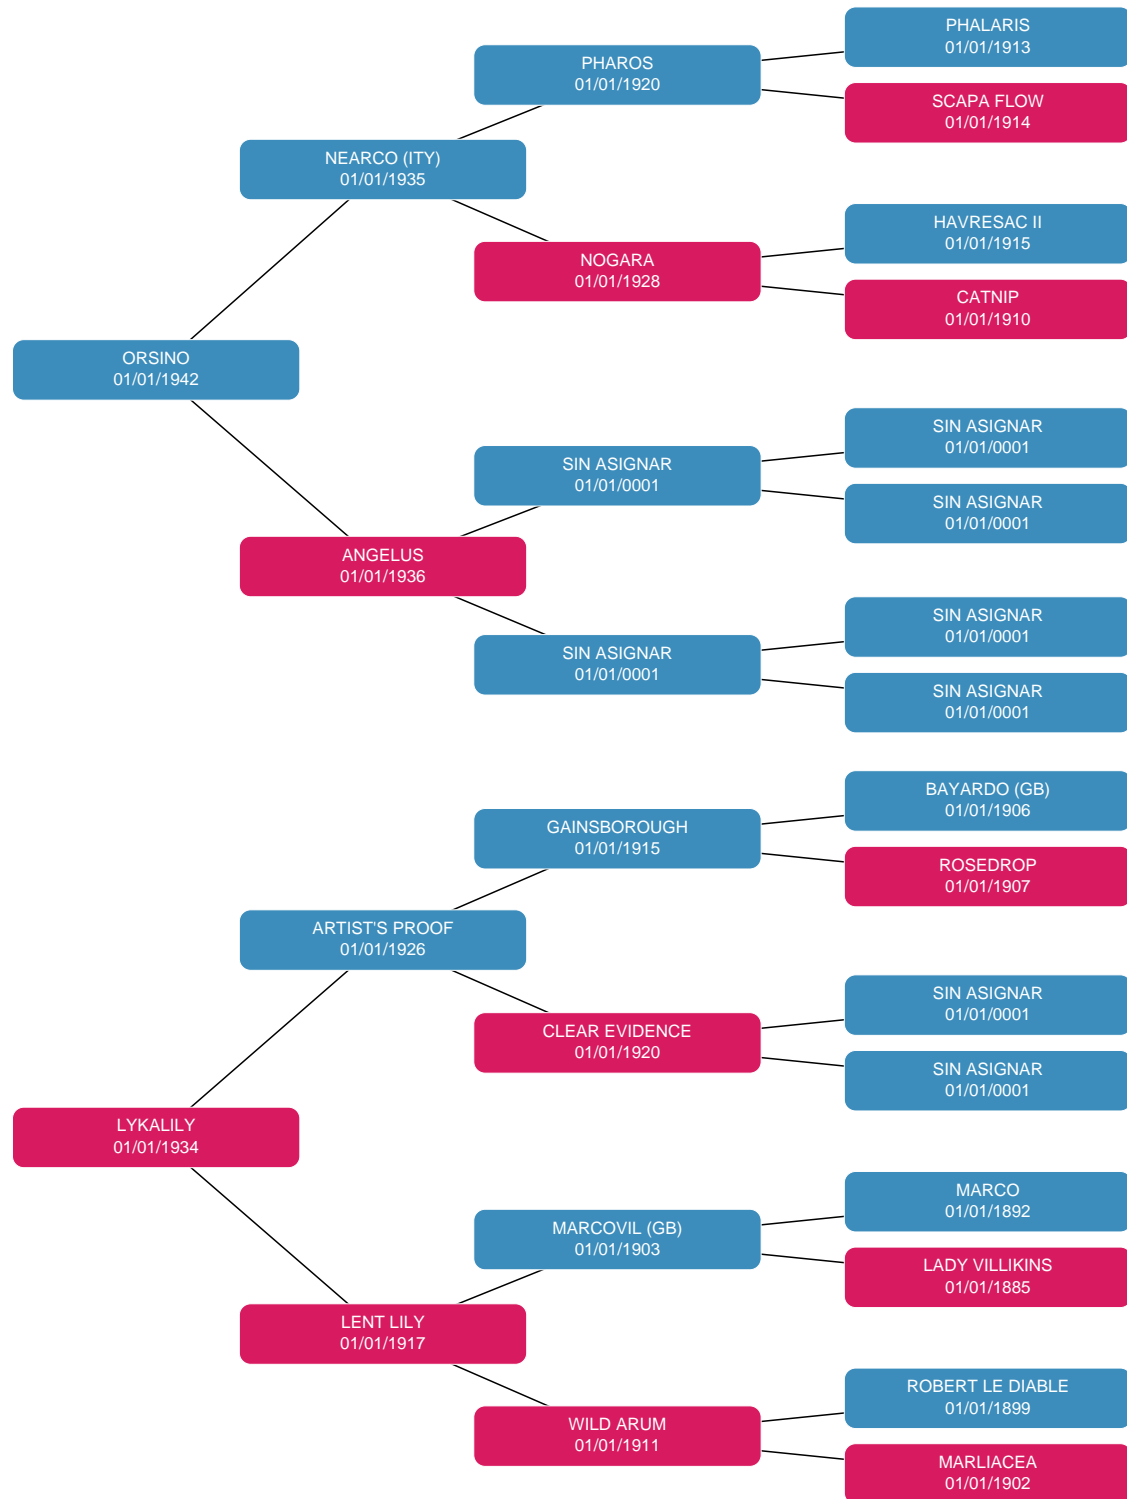 PHALARIS
01/01/1913
PHAROS
01/01/1920
SCAPA FLOW
01/01/1914
NEARCO (ITY)
01/01/1935
HAVRESAC II
01/01/1915
NOGARA
01/01/1928
CATNIP
01/01/1910
ORSINO
01/01/1942
SIN ASIGNAR
01/01/0001
SIN ASIGNAR
01/01/0001
SIN ASIGNAR
01/01/0001
ANGELUS
01/01/1936
SIN ASIGNAR
01/01/0001
SIN ASIGNAR
01/01/0001
SIN ASIGNAR
01/01/0001
BAYARDO (GB)
01/01/1906
GAINSBOROUGH
01/01/1915
ROSEDROP
01/01/1907
ARTIST'S PROOF
01/01/1926
SIN ASIGNAR
01/01/0001
CLEAR EVIDENCE
01/01/1920
SIN ASIGNAR
01/01/0001
LYKALILY
01/01/1934
MARCO
01/01/1892
MARCOVIL (GB)
01/01/1903
LADY VILLIKINS
01/01/1885
LENT LILY
01/01/1917
ROBERT LE DIABLE
01/01/1899
WILD ARUM
01/01/1911
MARLIACEA
01/01/1902